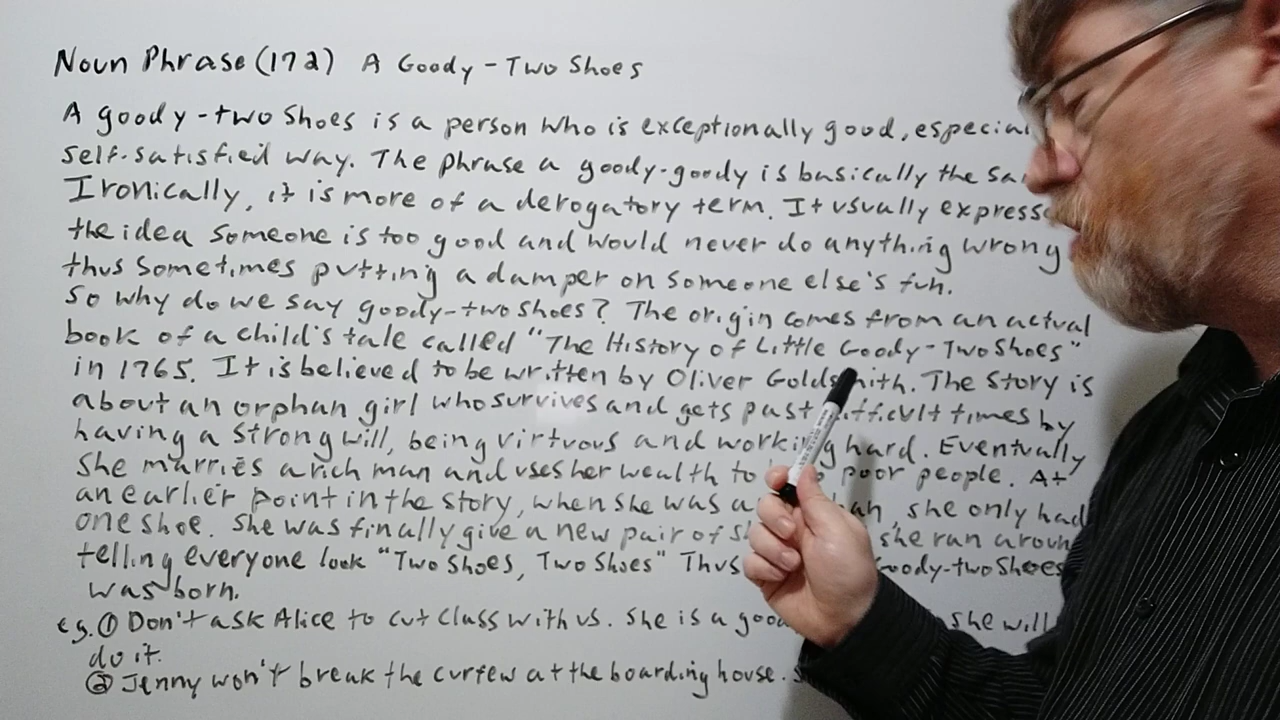 Noun Phrase (172) A Goody-Two Shoes
A goody-two shoes is a person who is exceptionally good, especial
self-satisfied way. The phrase a goody-goody is basically the sa
Ironically, it is more of a derogatory term. It usually express
the idea someone is too good and would never do anything wrong
thus sometimes putting a damper on someone else's fun.
So why do we say goody-two shoes? The origin comes from an actual
book of a child's tale called "The History of Little Goody-Two Shoes"
in 1765. It is believed to be written by Oliver Goldsmith. The story is
about an orphan girl who survives and gets past difficult times by
having a strong will, being virtuous and working hard. Eventually
she marries a rich man and uses her wealth to poor people. At
an earlier point in the story, when she was a she only had
one shoe. She was finally give a new pair of she ran aroun
telling everyone look "Two Shoes, Two Shoes" Thus oody-two shoes
was born.
e.g. ① Don't ask Alice to cut class with us. She is a good she will
do it.
② Jenny won't break the curfew at the boarding house.